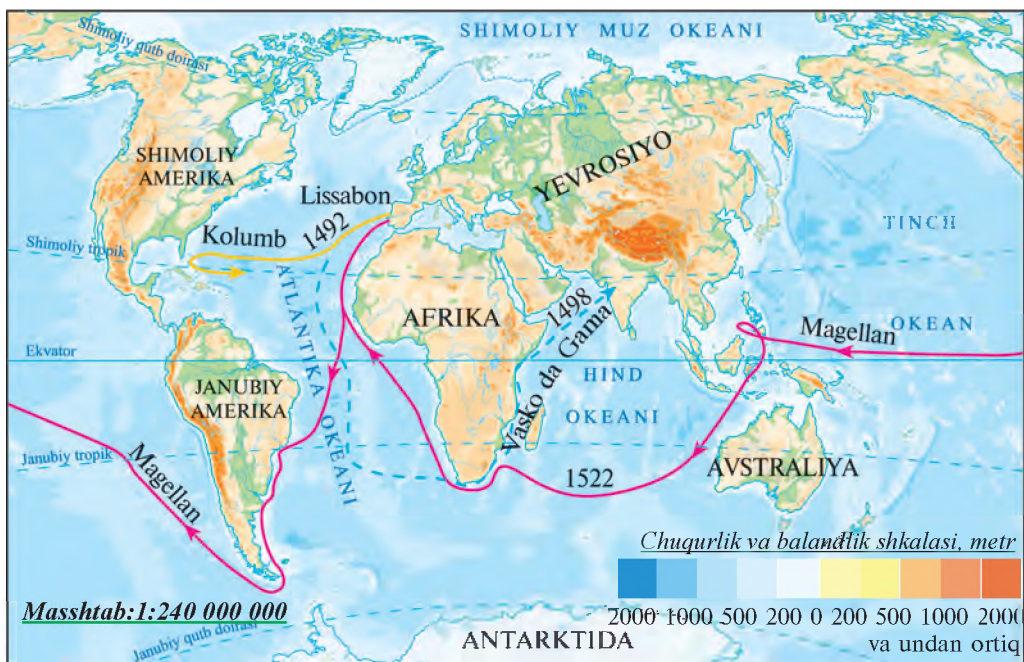 Shimoliy qutb doirasi
SHIMOLIY MUZ OKEANI
SHIMOLIY
AMERIKA
YEVROSIYO
Lissabon
Kolumb
1492
TINCH
Shimoliy tropik
ATLANTIKA OKEANI
AFRIKA
1498
Vasko da Gama
Magellan
OKEAN
Ekvator
HIND
OKEANI
JANUBIY
AMERIKA
Janubiy tropik
Magellan
1522
AVSTRALIYA
Chuqurlik va balandlik shkalasi, metr
2000 1000 500 200 0 200 500 1000 2000
va undan ortiq
Masshtab:1:240 000 000
Janubiy qutb doirasi
ANTARKTIDA